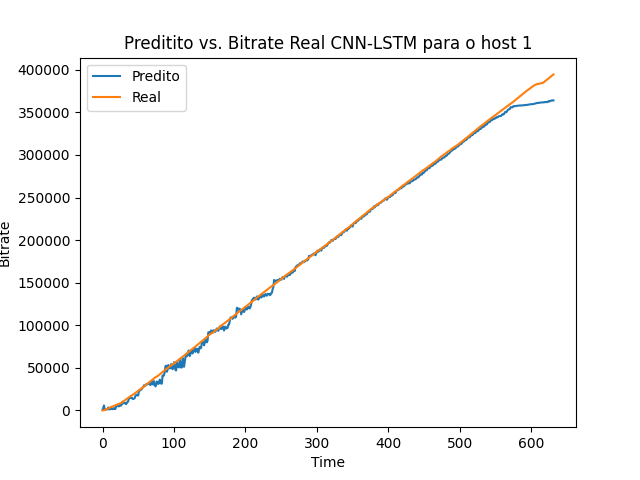 Preditito vs. Bitrate Real CNN-LSTM para o host 1
Predito
Real
400000
350000
300000
250000
200000
150000
100000
50000
0
Bitrate
0 100 200 300 400 500 600
Time